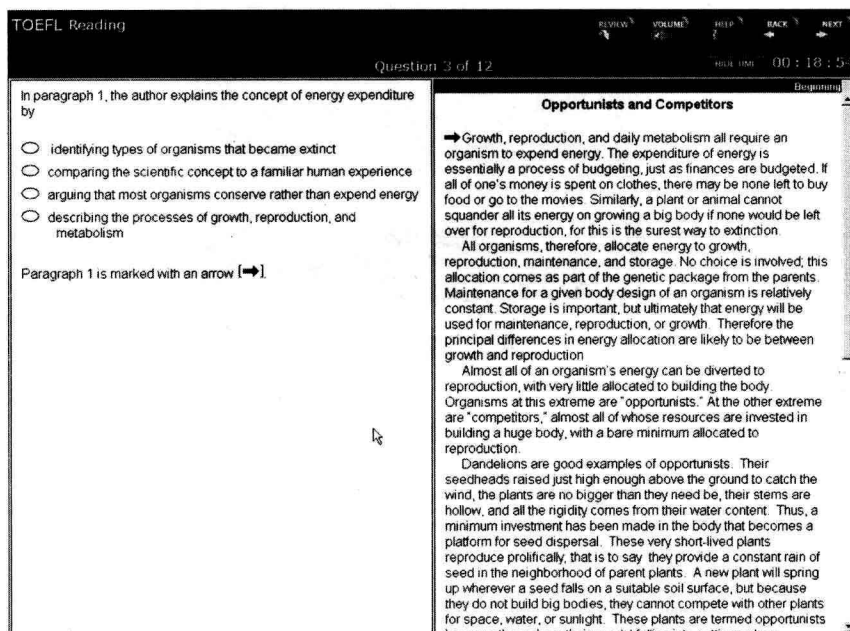 TOEFL Reading
REVIEW VOLUME HELP BACK NEXT
Question 3 of 12
HIDE TIME 00 : 18 : 5
Beginning
In paragraph 1, the author explains the concept of energy expenditure
by
identifying types of organisms that became extinct
comparing the scientific concept to a familiar human experience
arguing that most organisms conserve rather than expend energy
describing the processes of growth, reproduction, and
metabolism
Paragraph 1 is marked with an arrow [➡]
Opportunists and Competitors
➡Growth, reproduction, and daily metabolism all require an
organism to expend energy. The expenditure of energy is
essentially a process of budgeting, just as finances are budgeted. If
all of one's money is spent on clothes, there may be none left to buy
food or go to the movies. Similarly, a plant or animal cannot
squander all its energy on growing a big body if none would be left
over for reproduction, for this is the surest way to extinction.
All organisms, therefore, allocate energy to growth,
reproduction, maintenance, and storage. No choice is involved; this
allocation comes as part of the genetic package from the parents.
Maintenance for a given body design of an organism is relatively
constant. Storage is important, but ultimately that energy will be
used for maintenance, reproduction, or growth. Therefore the
principal differences in energy allocation are likely to be between
growth and reproduction
Almost all of an organism's energy can be diverted to
reproduction, with very little allocated to building the body.
Organisms at this extreme are "opportunists." At the other extreme
are "competitors," almost all of whose resources are invested in
building a huge body, with a bare minimum allocated to
reproduction.
Dandelions are good examples of opportunists. Their
seedheads raised just high enough above the ground to catch the
wind, the plants are no bigger than they need be, their stems are
hollow, and all the rigidity comes from their water content. Thus, a
minimum investment has been made in the body that becomes a
platform for seed dispersal. These very short-lived plants
reproduce prolifically, that is to say they provide a constant rain of
seed in the neighborhood of parent plants. A new plant will spring
up wherever a seed falls on a suitable soil surface, but because
they do not build big bodies, they cannot compete with other plants
for space, water, or sunlight. These plants are termed opportunists